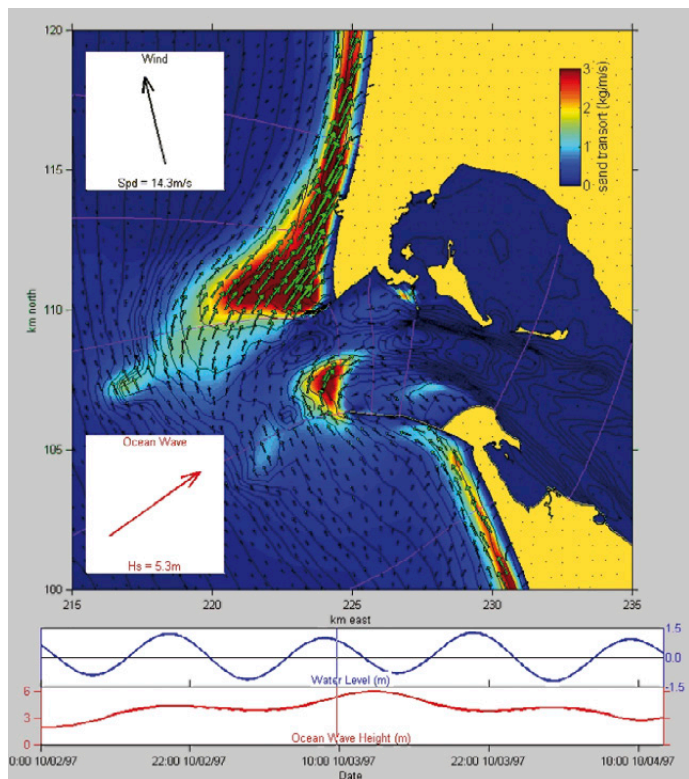 120
115
110
105
100
km north
Wind
Spd = 14.3m/s
3
2
1
0
sand transort (kg/m/s)
Ocean Wave
Hs = 5.3m
215
220
225
230
235
km east
1.5
0.0
-1.5
Water Level (m)
6
3
0
Ocean Wave Height (m)
0:00 10/02/97
22:00 10/02/97
10:00 10/03/97
22:00 10/03/97
10:00 10/04/97
Date